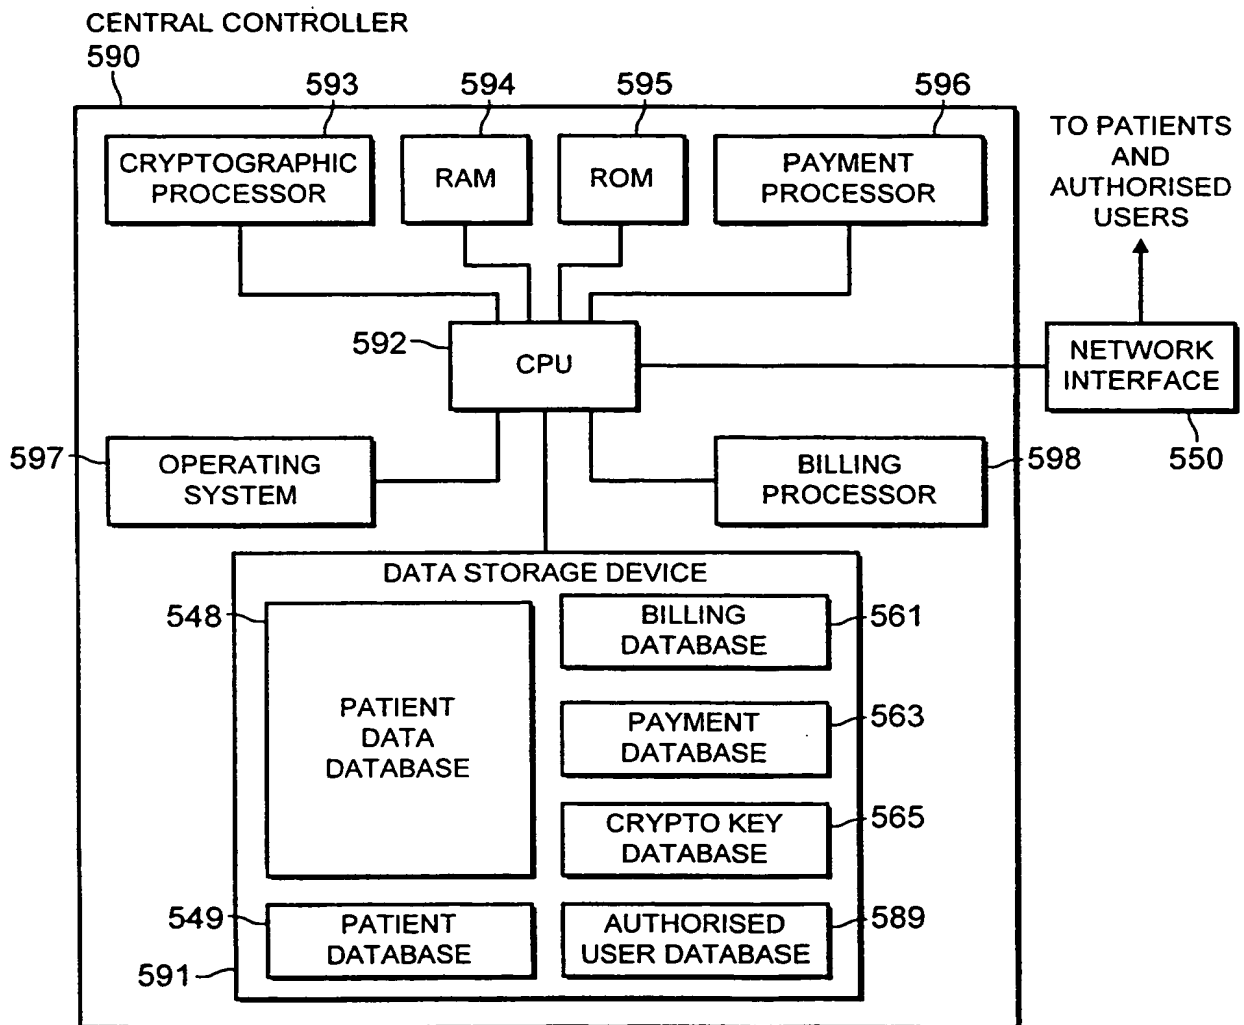 CENTRAL CONTROLLER
590
593
594
595
596
CRYPTOGRAPHIC
PROCESSOR
RAM
ROM
PAYMENT
PROCESSOR
TO PATIENTS
AND
AUTHORISED
USERS
592
CPU
NETWORK
INTERFACE
550
597
OPERATING
SYSTEM
BILLING
PROCESSOR
598
DATA STORAGE DEVICE
548
PATIENT
DATA
DATABASE
BILLING
DATABASE
561
PAYMENT
DATABASE
563
CRYPTO KEY
DATABASE
565
549
PATIENT
DATABASE
AUTHORISED
USER DATABASE
589
591